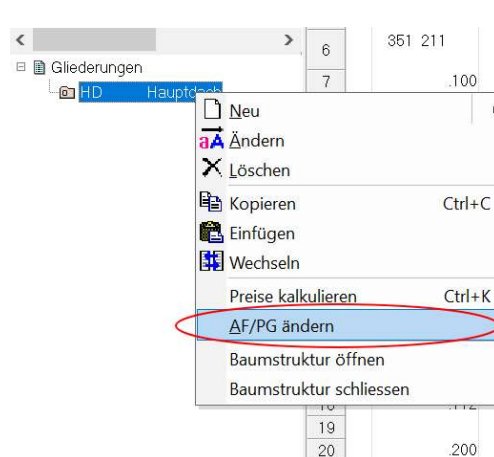 6 351 211
Gliederungen
7 .100
HD Hauptdach
Neu
Ändern
Löschen
Kopieren Ctrl+C
Einfügen
Wechseln
Preise kalkulieren Ctrl+K
AF/PG ändern
Baumstruktur öffnen
Baumstruktur schliessen
19
20 .200